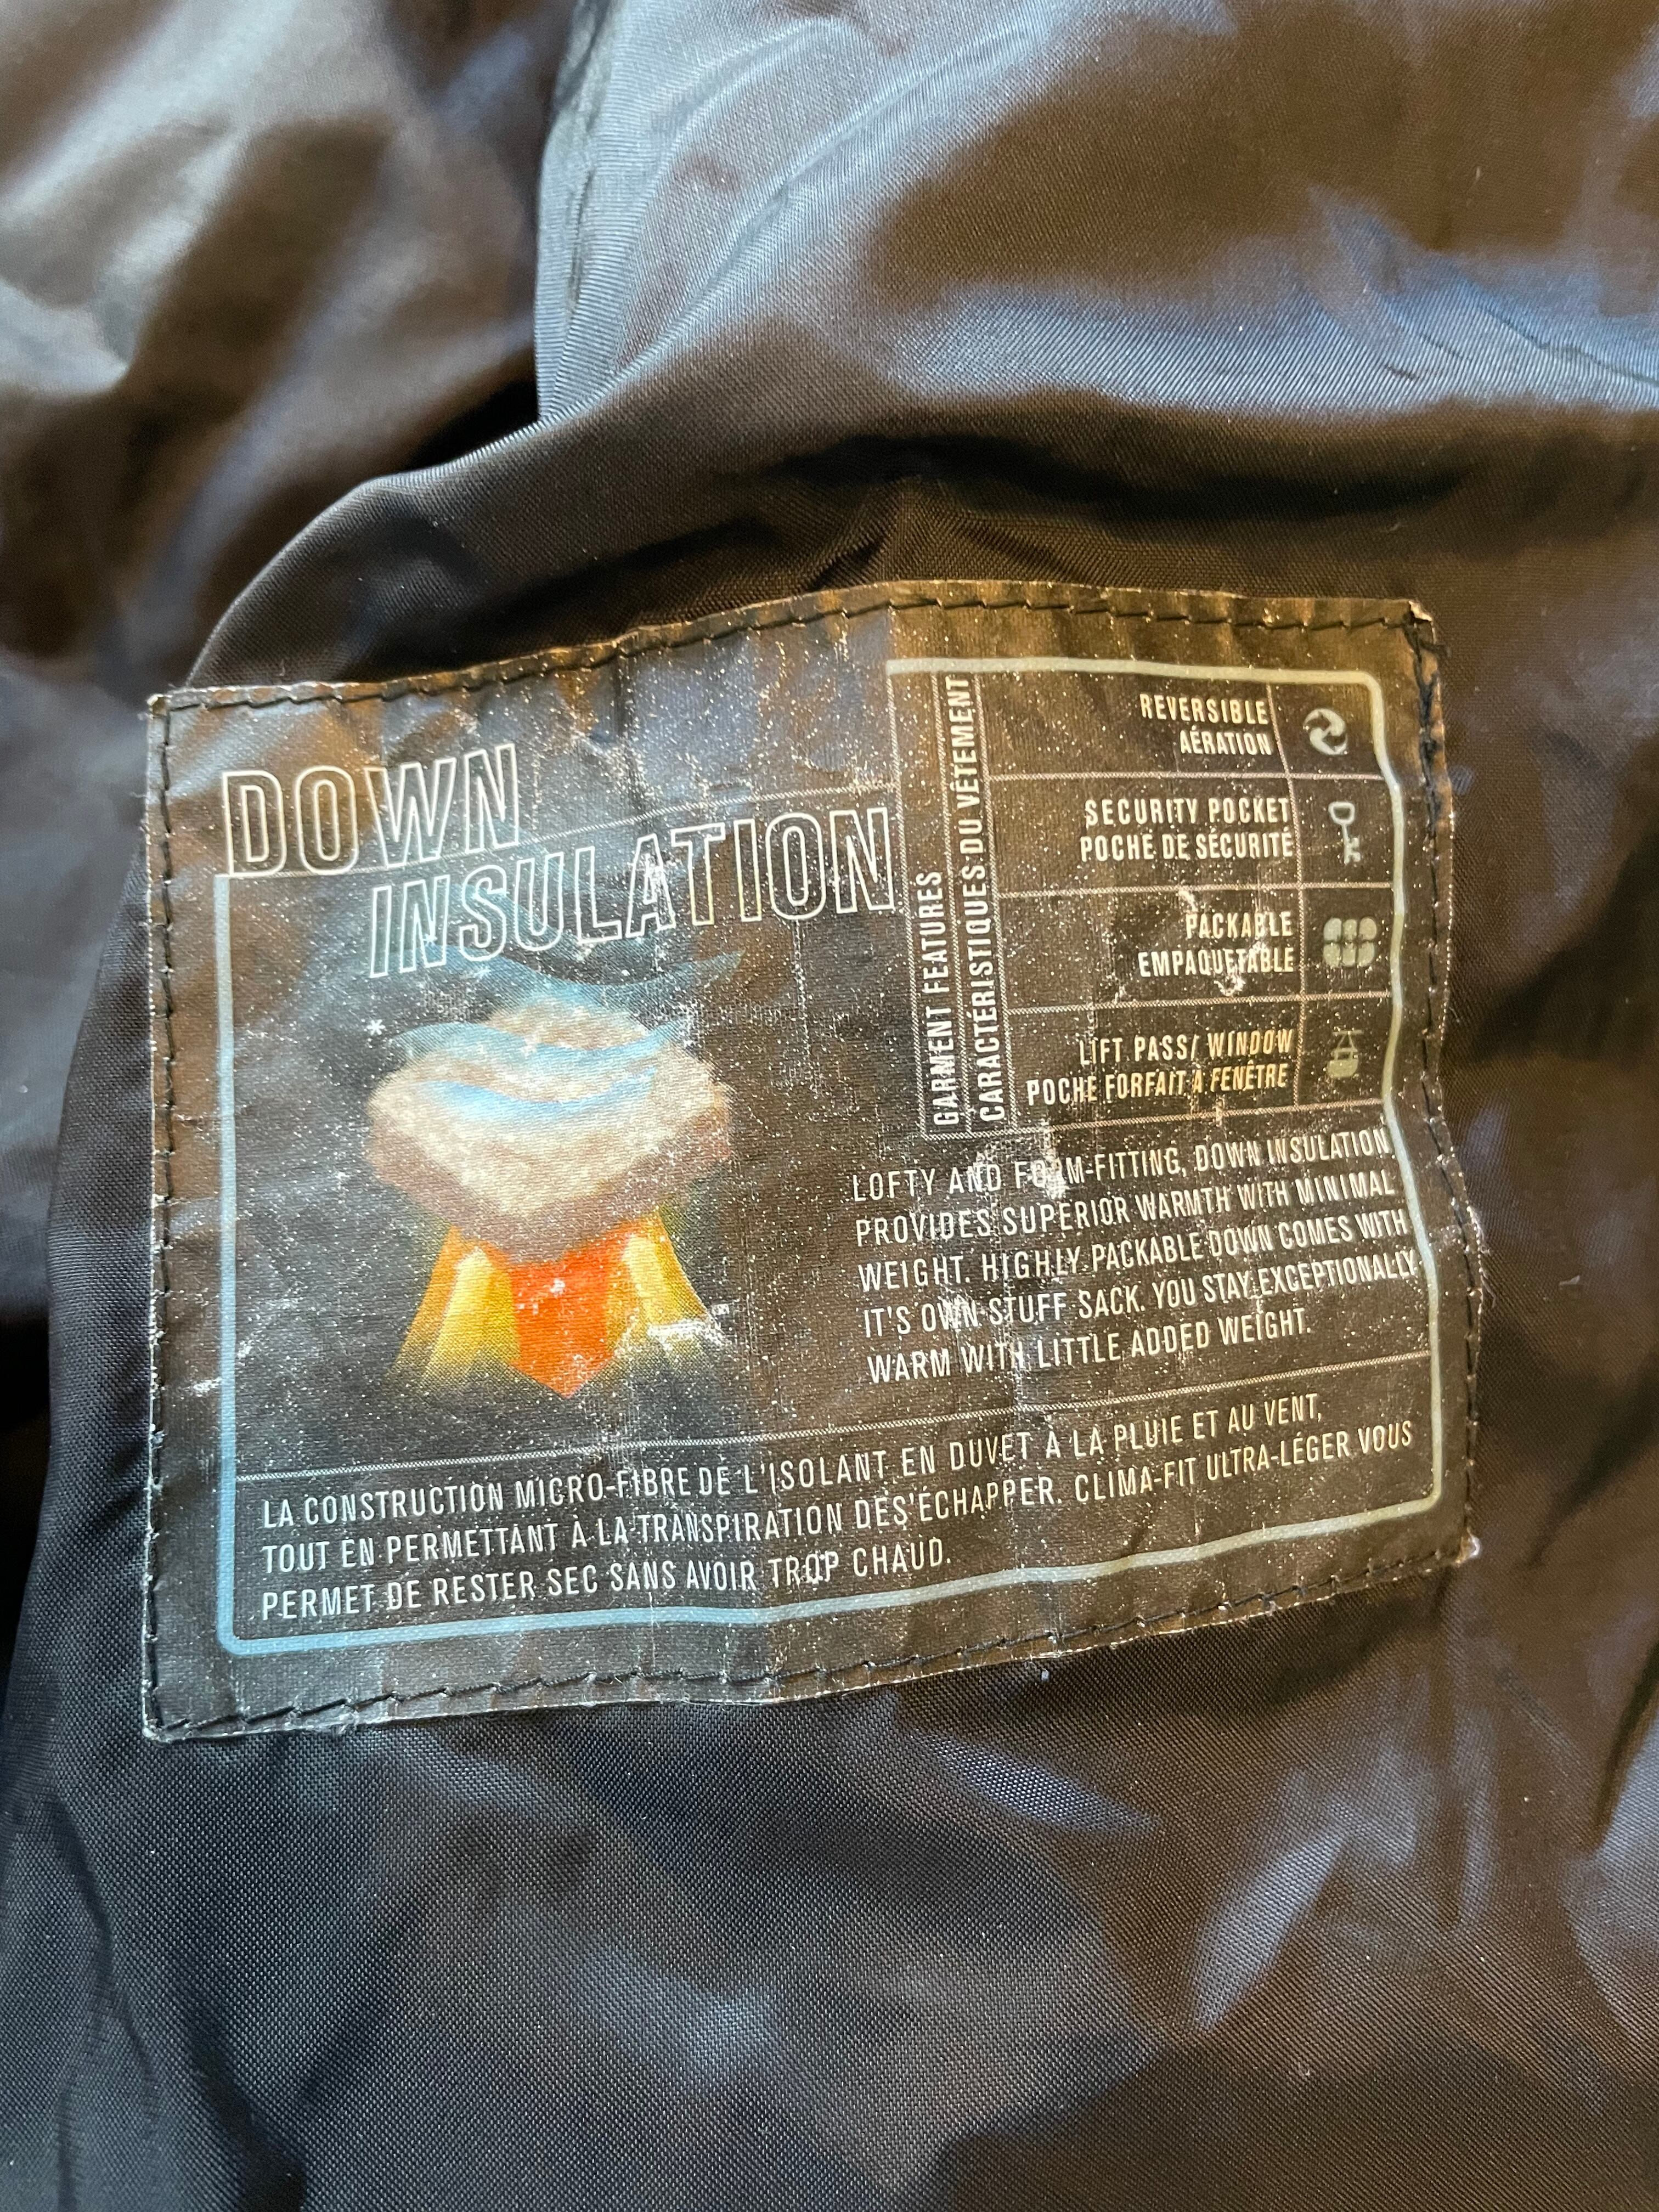 DOWN
INSULATION
GARMENT FEATURES
CARACTÉRISTIQUES DU VÊTEMENT
REVERSIBLE
AÉRATION
SECURITY POCKET
POCHE DE SÉCURITÉ
PACKABLE
EMPAQUETABLE
LIFT PASS/ WINDOW
POCHE FORFAIT À FENÊTRE
LOFTY AND FORM-FITTING, DOWN INSULATION
PROVIDES SUPERIOR WARMTH WITH MINIMAL
WEIGHT. HIGHLY PACKABLE DOWN COMES WITH
IT'S OWN STUFF SACK. YOU STAY EXCEPTIONALLY
WARM WITH LITTLE ADDED WEIGHT.
LA CONSTRUCTION MICRO-FIBRE DE L'ISOLANT EN DUVET À LA PLUIE ET AU VENT,
TOUT EN PERMETTANT À LA TRANSPIRATION DE S'ÉCHAPPER. CLIMA-FIT ULTRA-LÉGER VOUS
PERMET DE RESTER SEC SANS AVOIR TROP CHAUD.